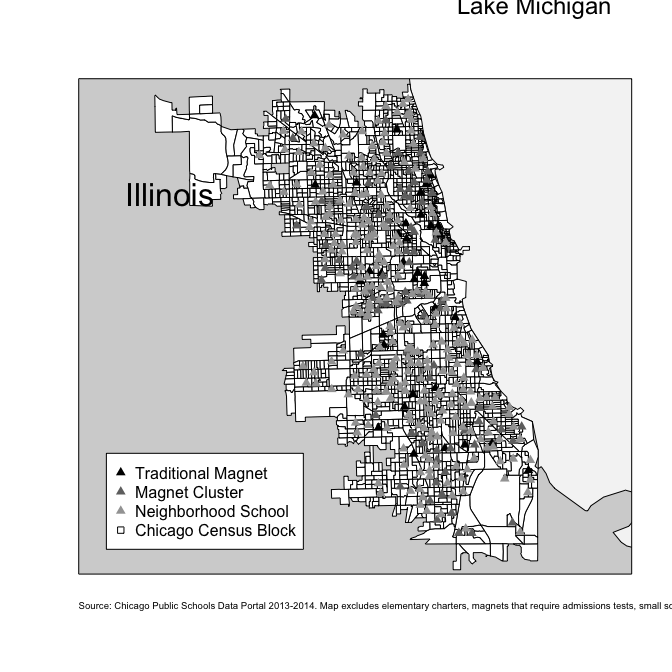 Lake Michigan
Illinois
Traditional Magnet
Magnet Cluster
Neighborhood School
Chicago Census Block
Source: Chicago Public Schools Data Portal 2013-2014. Map excludes elementary charters, magnets that require admissions tests, small